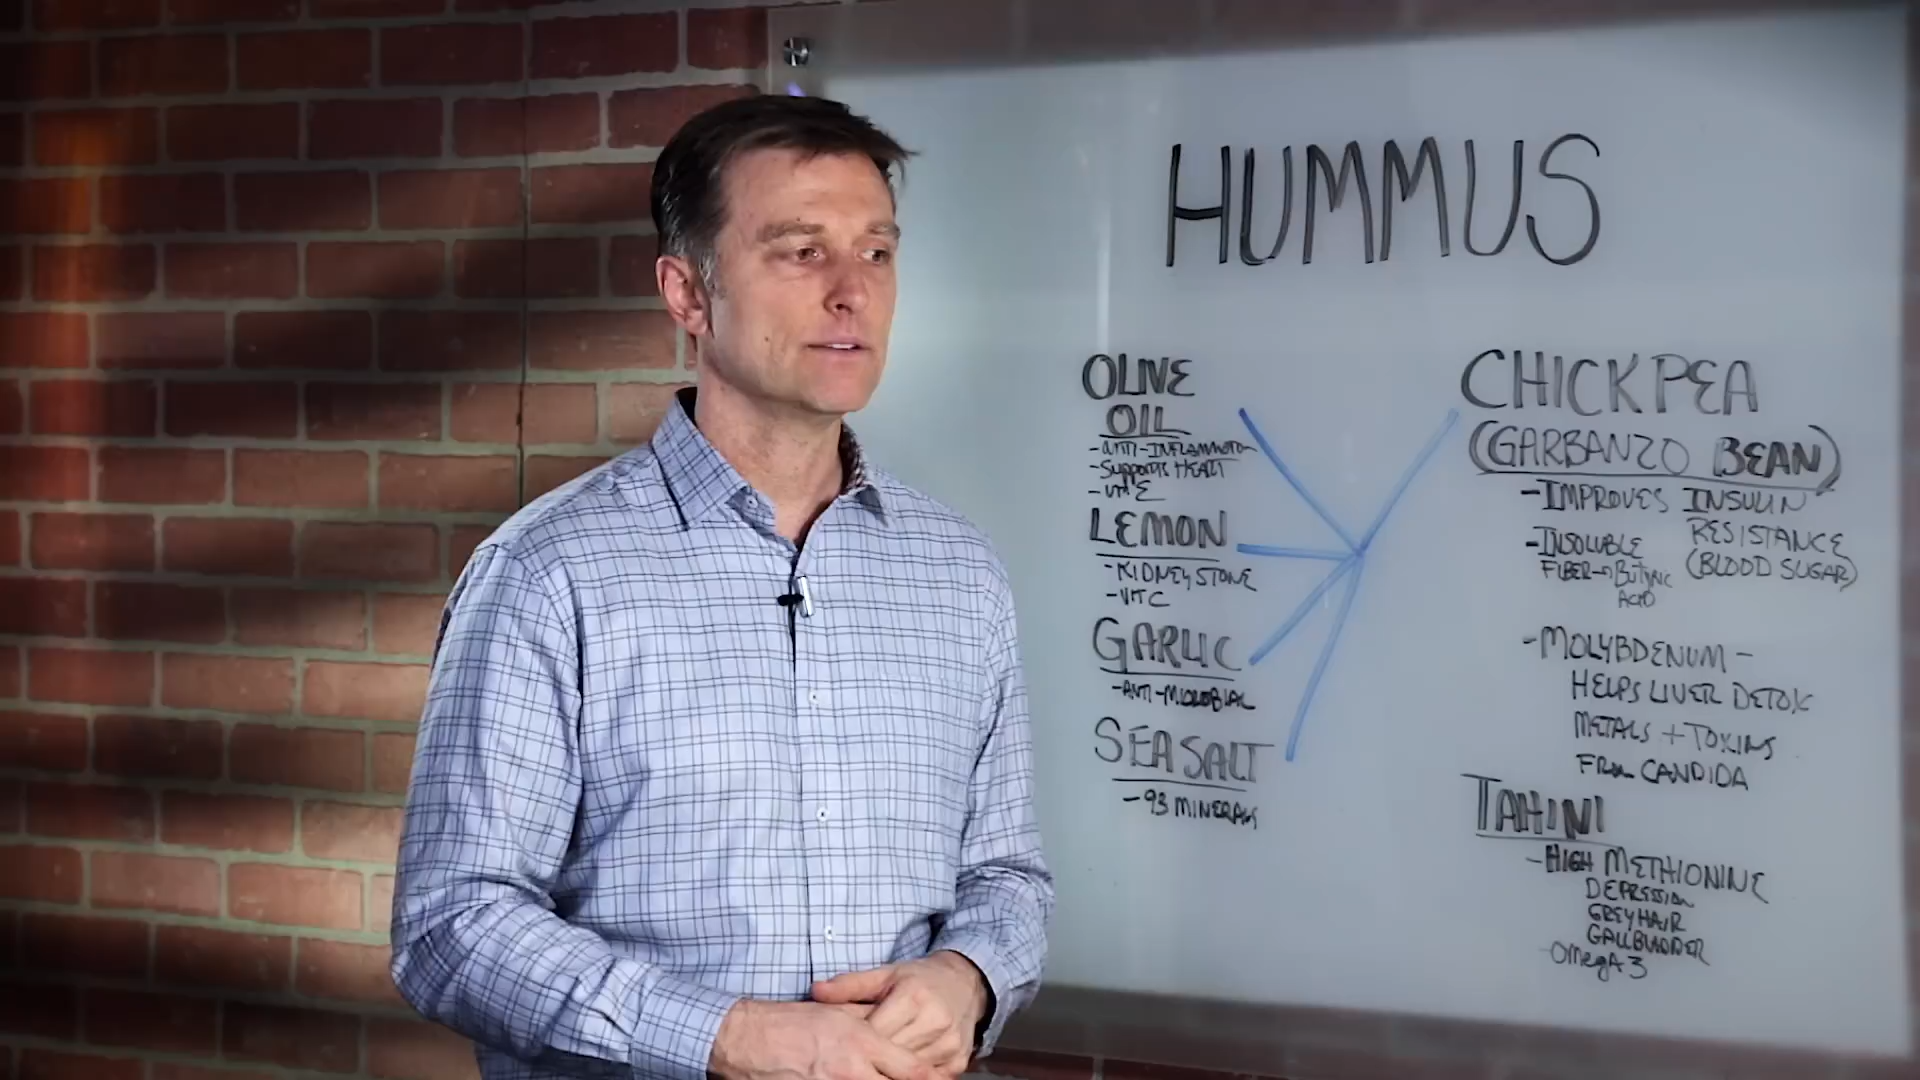 HUMMUS
OLIVE
OIL
-ANTI-INFLAMMATION
-SUPPORTS HEART
-VIT E
LEMON
-KIDNEY STONE
-VIT C
GARLIC
-ANTI-MICROBIAL
SEA SALT
-93 MINERALS
CHICKPEA
(GARBANZO BEAN)
-IMPROVES INSULIN
RESISTANCE
(BLOOD SUGAR)
-INSOLUBLE
FIBER→BUTYRIC
ACID
-MOLYBDENUM-
HELPS LIVER DETOX
METALS + TOXINS
FROM CANDIDA
TAHINI
-HIGH METHIONINE
DEPRESSION
GREY HAIR
GALLBLADDER
-OMEGA 3